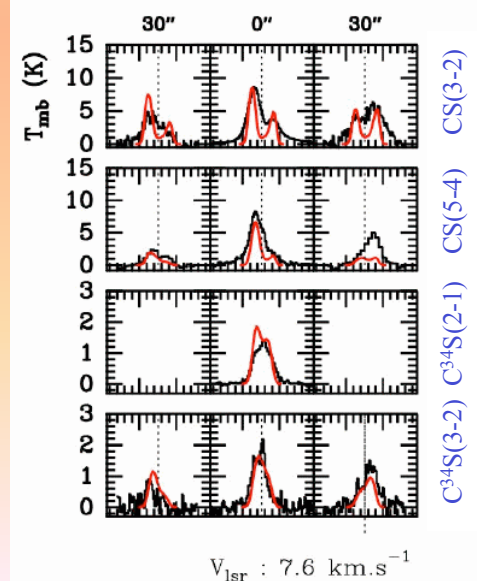 30″ 0″ 30″
T_mb (K)
15
10
5
0
CS(3-2)
15
10
5
0
CS(5-4)
3
2
1
0
C³⁴S(2-1)
3
2
1
0
C³⁴S(3-2)
V_lsr : 7.6 km.s⁻¹